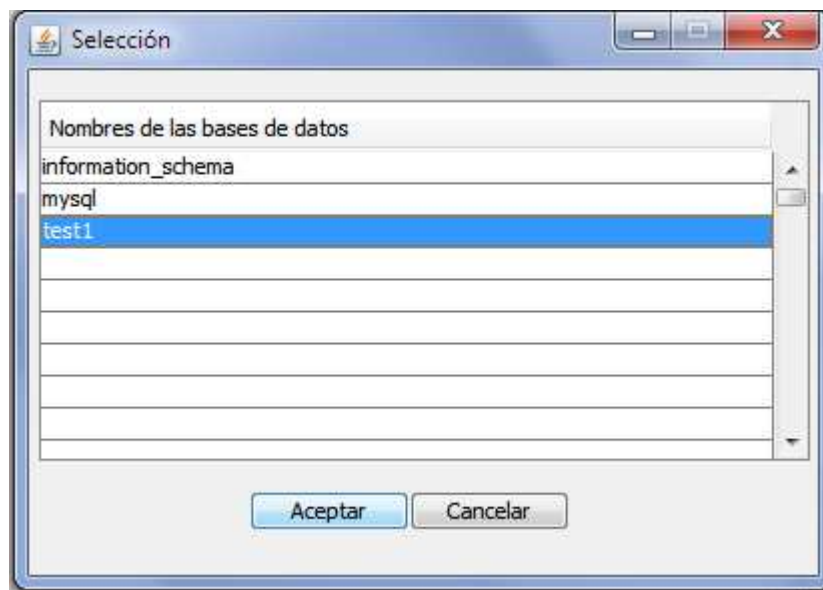 Selección
Nombres de las bases de datos
information_schema
mysql
test1
Aceptar Cancelar